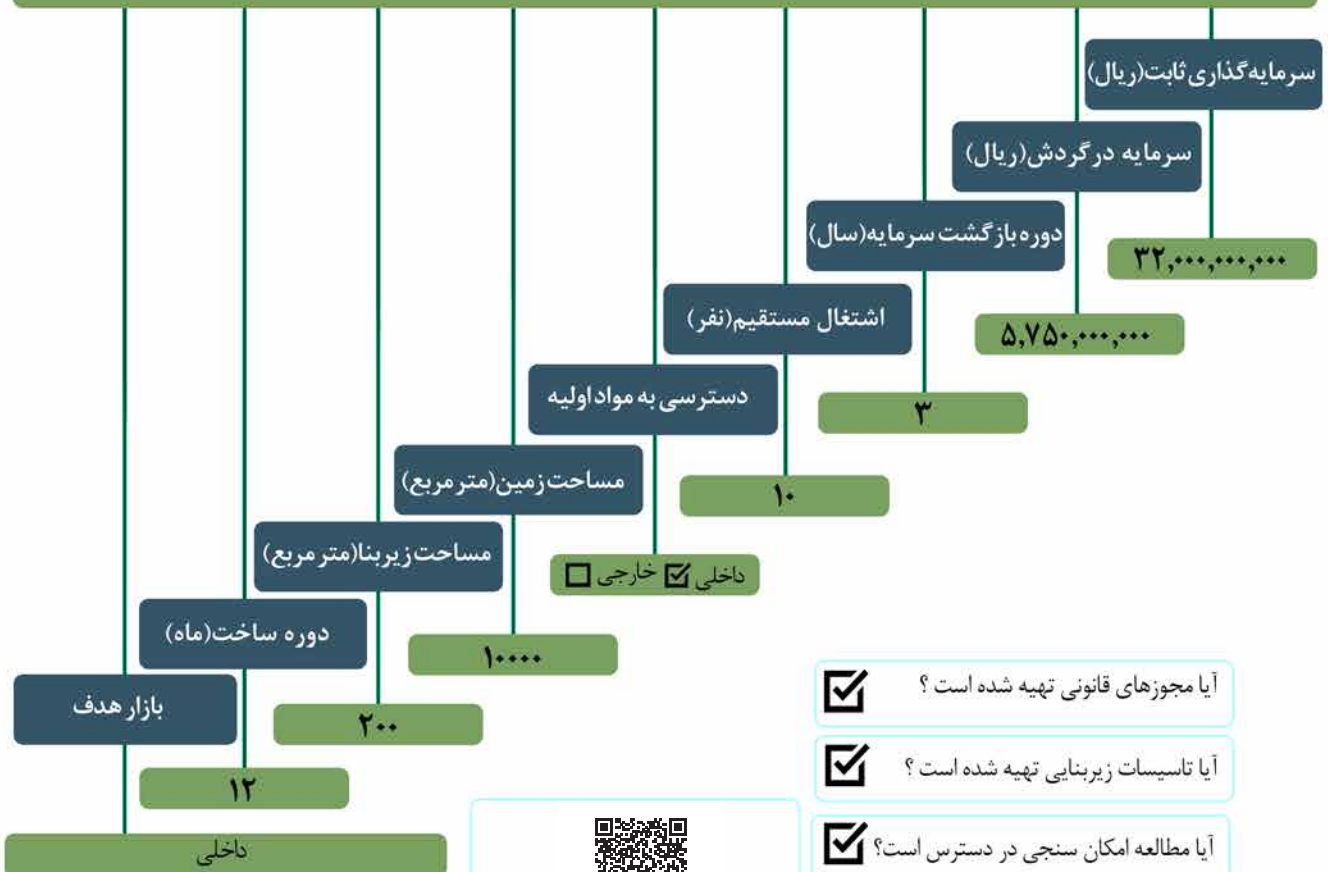 سرمایه‌گذاری ثابت(ریال)
۳۲,۰۰۰,۰۰۰,۰۰۰
سرمایه در گردش(ریال)
۵,۷۵۰,۰۰۰,۰۰۰
دوره بازگشت سرمایه(سال)
۳
اشتغال مستقیم(نفر)
۱۰
دسترسی به مواد اولیه
داخلی ☑ خارجی ☐
مساحت زمین(متر مربع)
۱۰۰۰۰
مساحت زیربنا(متر مربع)
۲۰۰
دوره ساخت(ماه)
۱۲
بازار هدف
داخلی
آیا مجوزهای قانونی تهیه شده است ؟ ☑
آیا تاسیسات زیربنایی تهیه شده است ؟ ☑
آیا مطالعه امکان سنجی در دسترس است؟ ☑